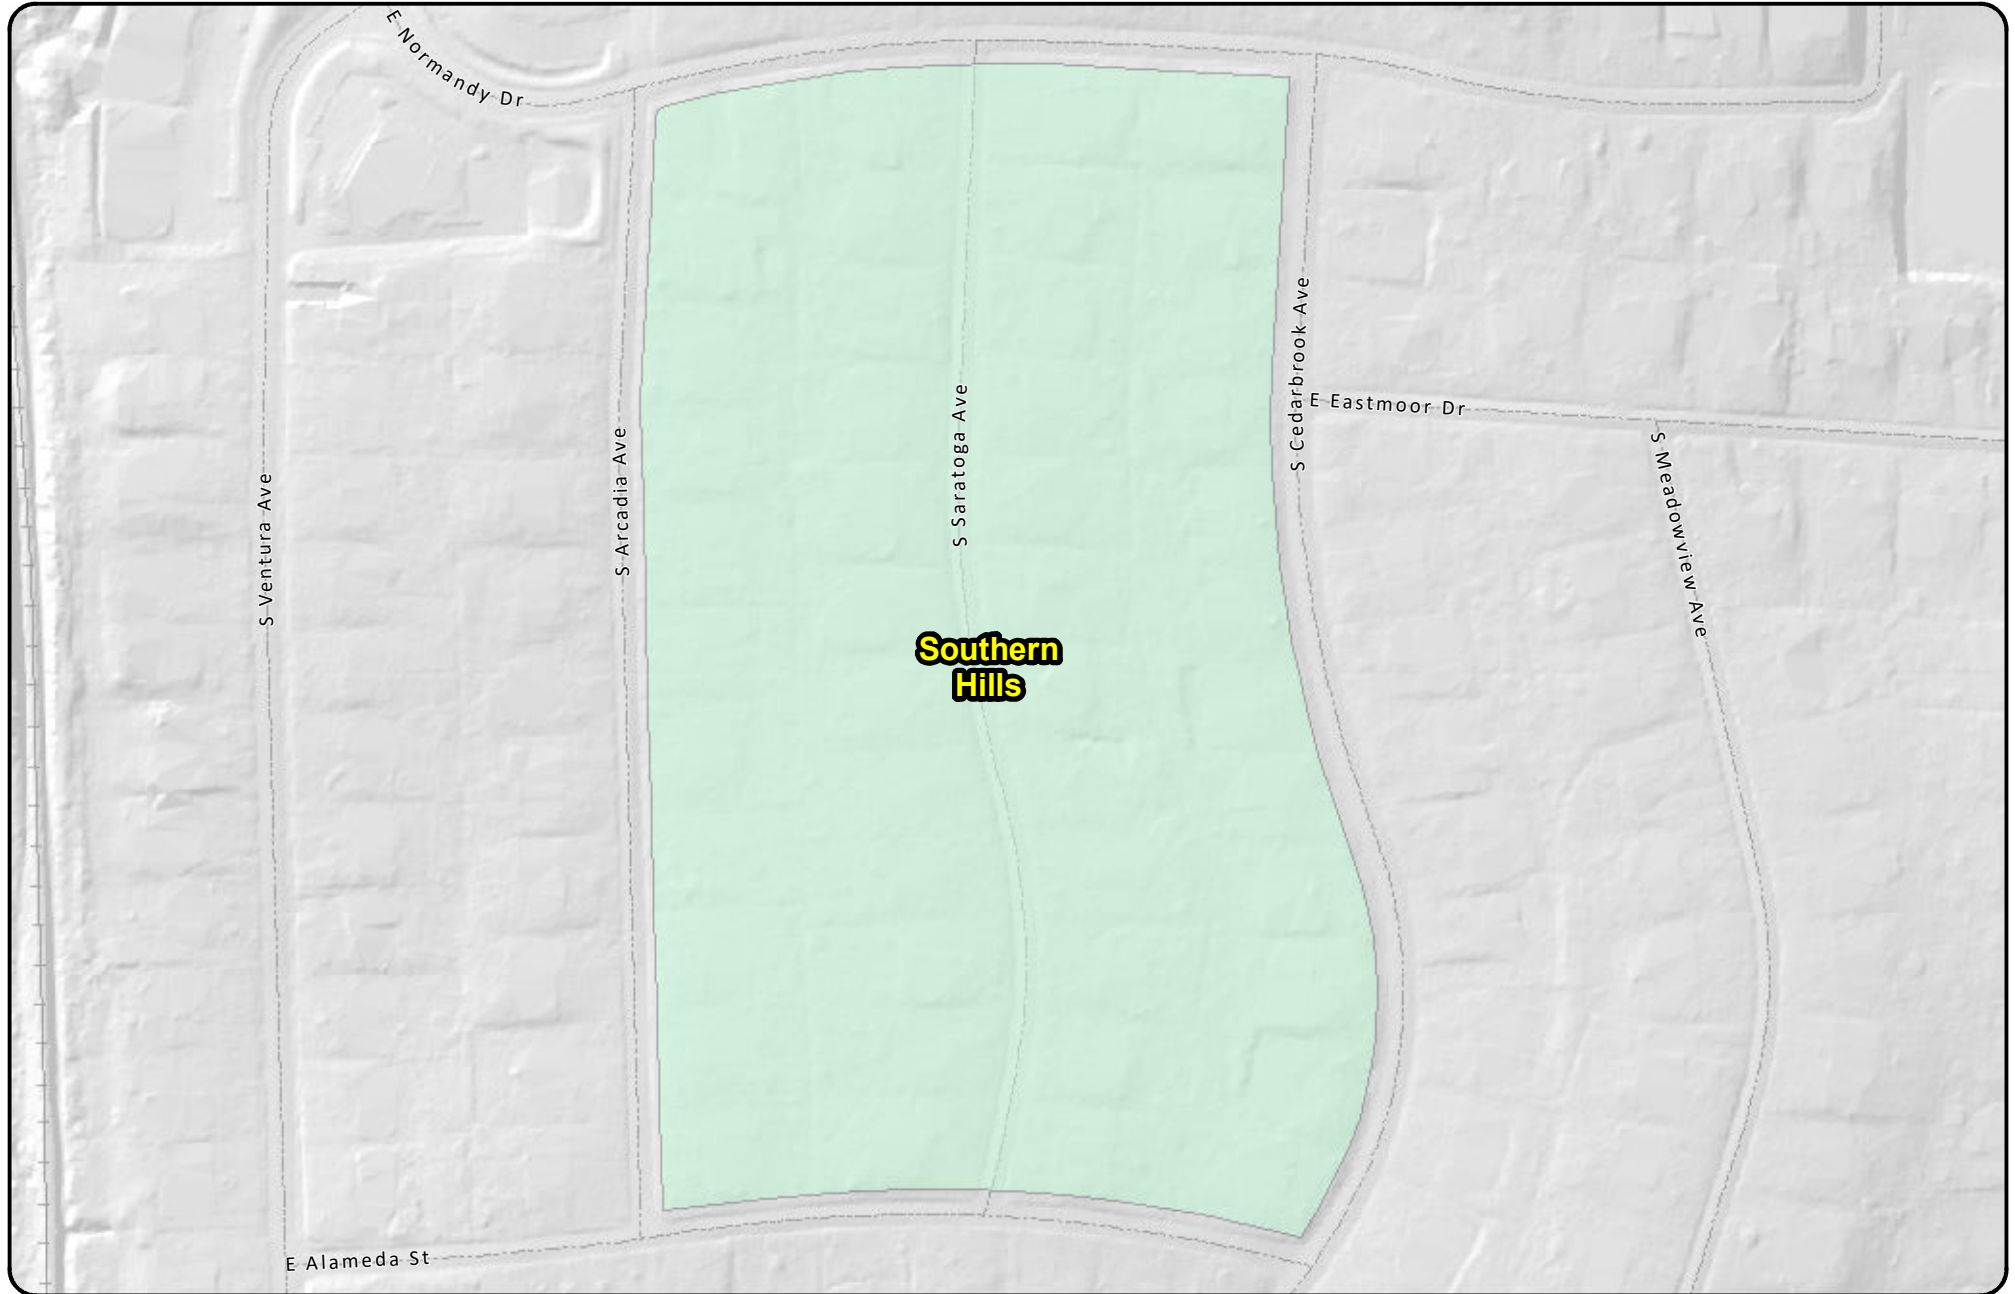 E Normandy Dr
S Cedarbrook Ave
S Saratoga Ave
E Eastmoor Dr
S Arcadia Ave
S Meadowview Ave
S Ventura Ave
Southern
Hills
E Alameda St